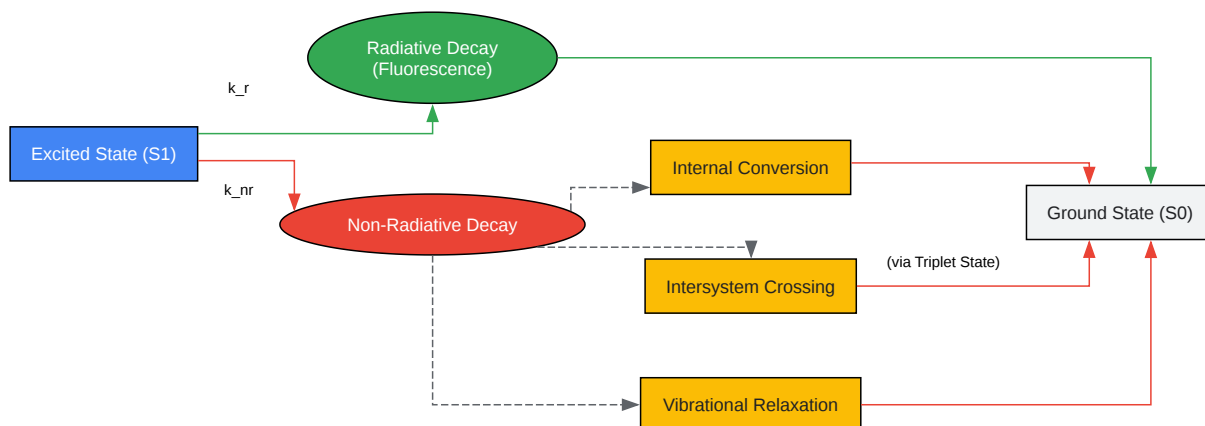 Radiative Decay
(Fluorescence)
k_r
Excited State (S1)
k_nr
Non-Radiative Decay
Internal Conversion
Intersystem Crossing
(via Triplet State)
Vibrational Relaxation
Ground State (S0)